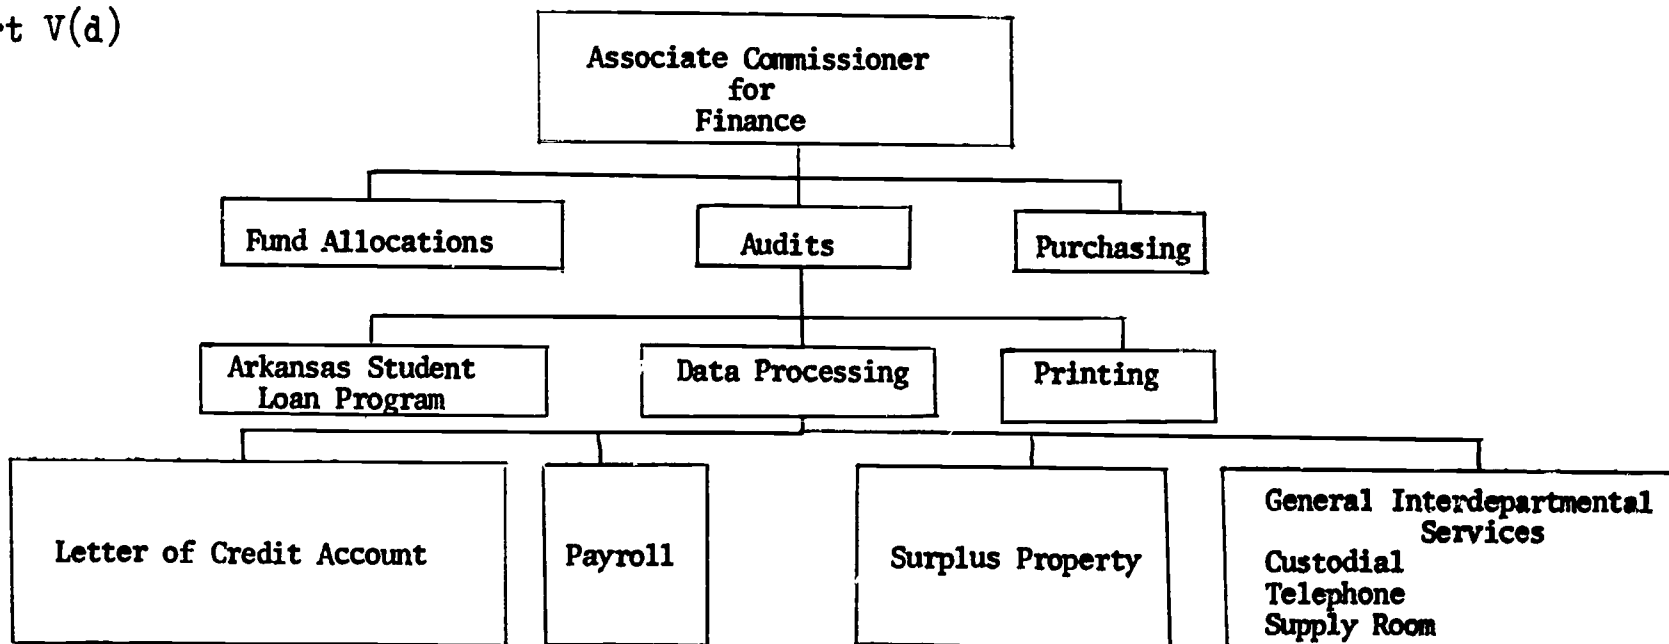 V(d)
Associate Commissioner
for
Finance
Fund Allocations
Audits
Purchasing
Arkansas Student
Loan Program
Data Processing
Printing
Letter of Credit Account
Payroll
Surplus Property
General Interdepartmental
Services
Custodial
Telephone
Supply Room